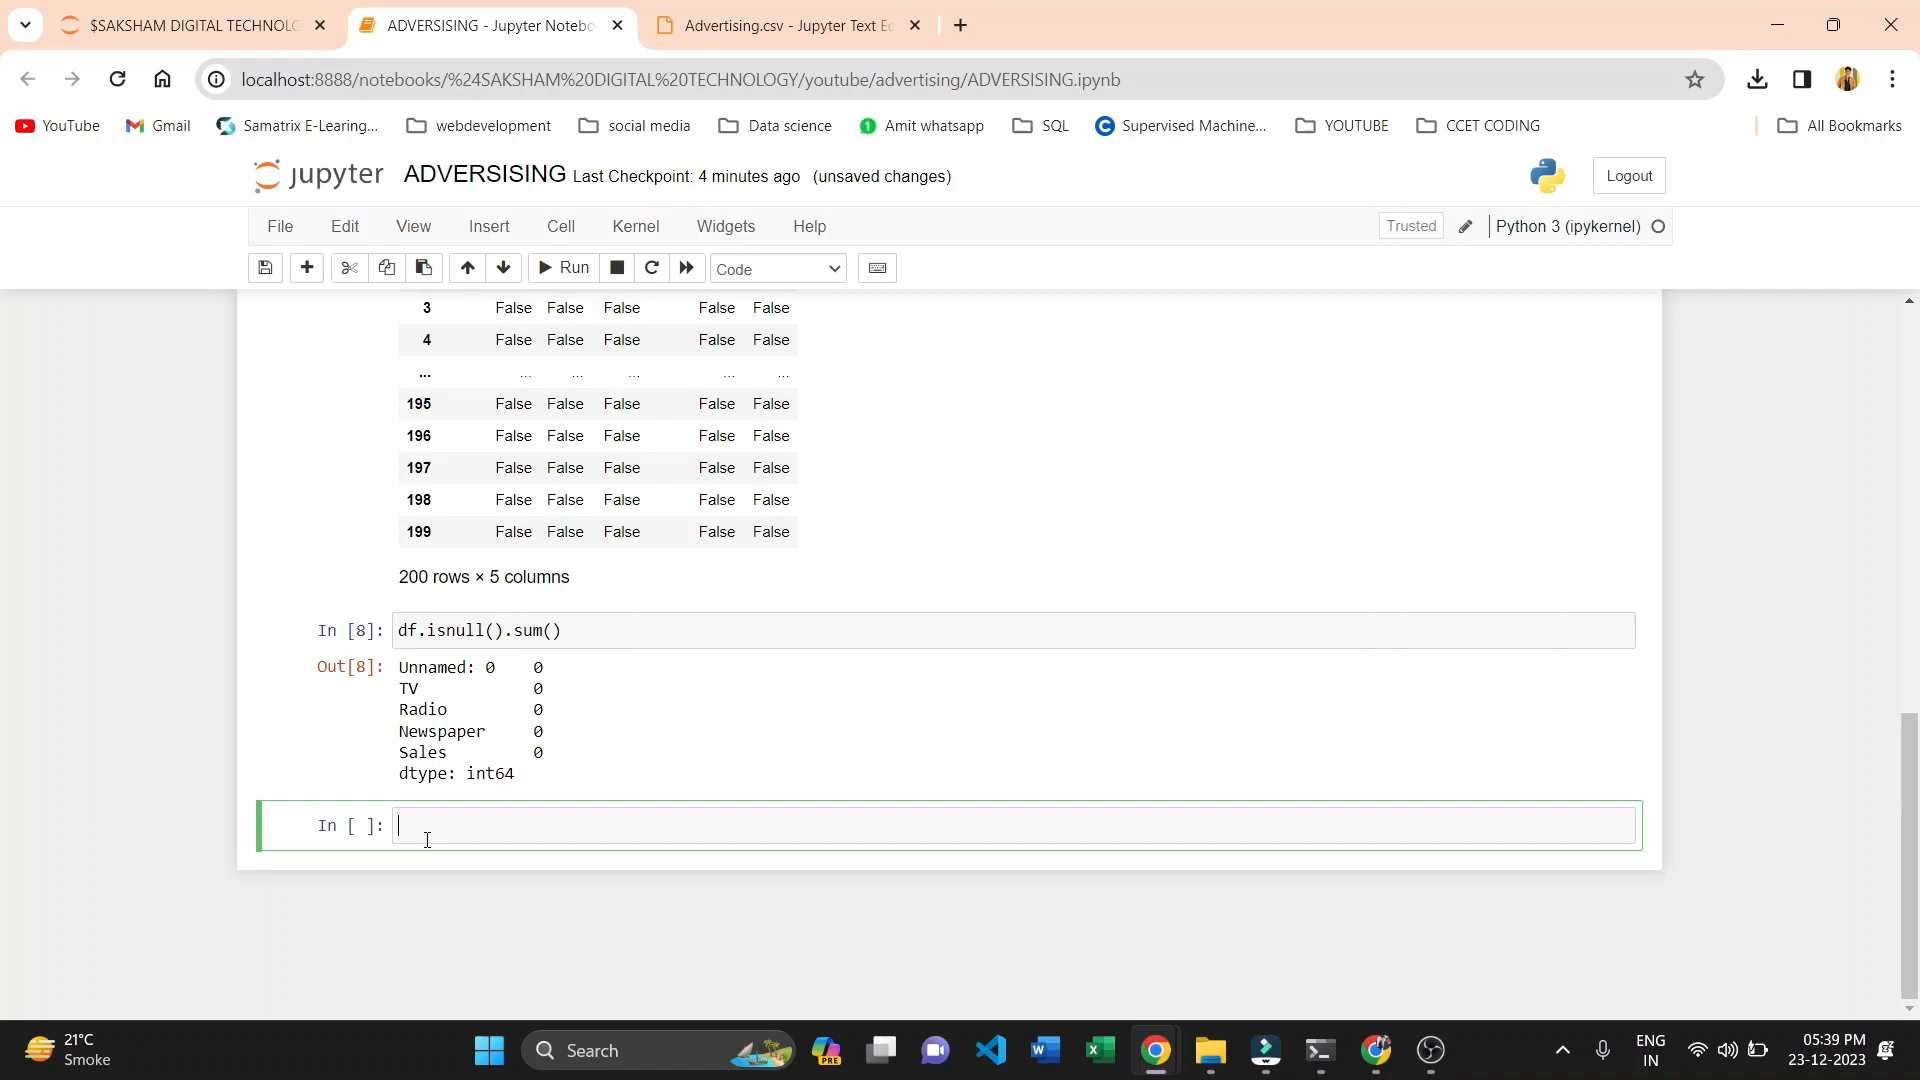 $SAKSHAM DIGITAL TECHNOLO
ADVERSISING - Jupyter Notebo
Advertising.csv - Jupyter Text Ec
localhost:8888/notebooks/%24SAKSHAM%20DIGITAL%20TECHNOLOGY/youtube/advertising/ADVERSISING.ipynb
YouTube Gmail Samatrix E-Learing... webdevelopment social media Data science Amit whatsapp SQL Supervised Machine... YOUTUBE CCET CODING All Bookmarks
jupyter ADVERSISING Last Checkpoint: 4 minutes ago (unsaved changes) Logout
File Edit View Insert Cell Kernel Widgets Help Trusted Python 3 (ipykernel)
Run Code
3 False False False False False
4 False False False False False
... ... ... ... ... ...
195 False False False False False
196 False False False False False
197 False False False False False
198 False False False False False
199 False False False False False
200 rows × 5 columns
In [8]: df.isnull().sum()
Out[8]: Unnamed: 0 0
TV 0
Radio 0
Newspaper 0
Sales 0
dtype: int64
In [ ]:
21°C
Smoke
Search
PRE
ENG
IN
05:39 PM
23-12-2023